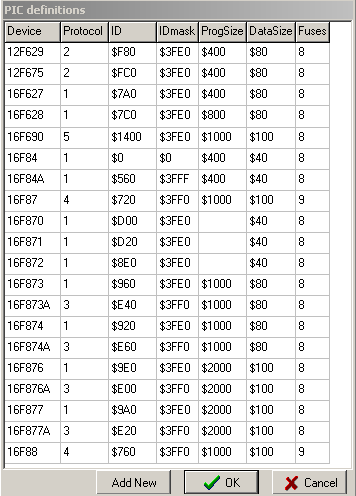 PIC definitions
Device Protocol ID IDmask ProgSize DataSize Fuses
12F629 2 $F80 $3FE0 $400 $80 8
12F675 2 $FC0 $3FE0 $400 $80 8
16F627 1 $7A0 $3FE0 $400 $80 8
16F628 1 $7C0 $3FE0 $800 $80 8
16F690 5 $1400 $3FE0 $1000 $100 8
16F84 1 $0 $0 $400 $40 8
16F84A 1 $560 $3FFF $400 $40 8
16F87 4 $720 $3FF0 $1000 $100 9
16F870 1 $D00 $3FE0 $40 8
16F871 1 $D20 $3FE0 $40 8
16F872 1 $8E0 $3FE0 $40 8
16F873 1 $960 $3FE0 $1000 $80 8
16F873A 3 $E40 $3FF0 $1000 $80 8
16F874 1 $920 $3FE0 $1000 $80 8
16F874A 3 $E60 $3FF0 $1000 $80 8
16F876 1 $9E0 $3FE0 $2000 $100 8
16F876A 3 $E00 $3FF0 $2000 $100 8
16F877 1 $9A0 $3FE0 $2000 $100 8
16F877A 3 $E20 $3FF0 $2000 $100 8
16F88 4 $760 $3FF0 $1000 $100 9
Add New OK Cancel